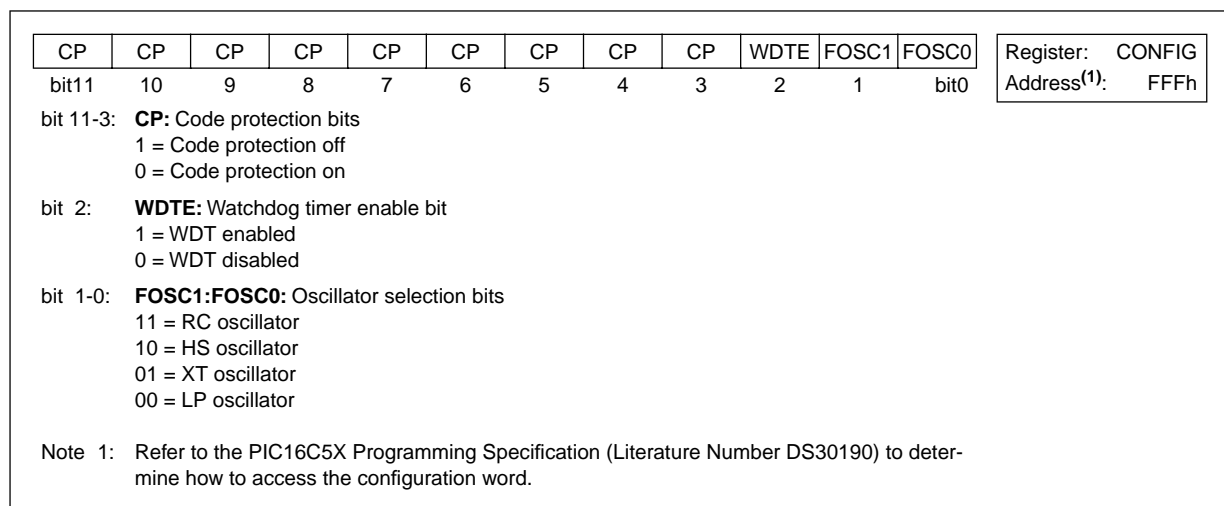 CP CP CP CP CP CP CP CP CP WDTE FOSC1 FOSC0
bit11 10 9 8 7 6 5 4 3 2 1 bit0
Register: CONFIG
Address(1): FFFh
bit 11-3: CP: Code protection bits
1 = Code protection off
0 = Code protection on
bit 2: WDTE: Watchdog timer enable bit
1 = WDT enabled
0 = WDT disabled
bit 1-0: FOSC1:FOSC0: Oscillator selection bits
11 = RC oscillator
10 = HS oscillator
01 = XT oscillator
00 = LP oscillator
Note 1: Refer to the PIC16C5X Programming Specification (Literature Number DS30190) to deter-
mine how to access the configuration word.